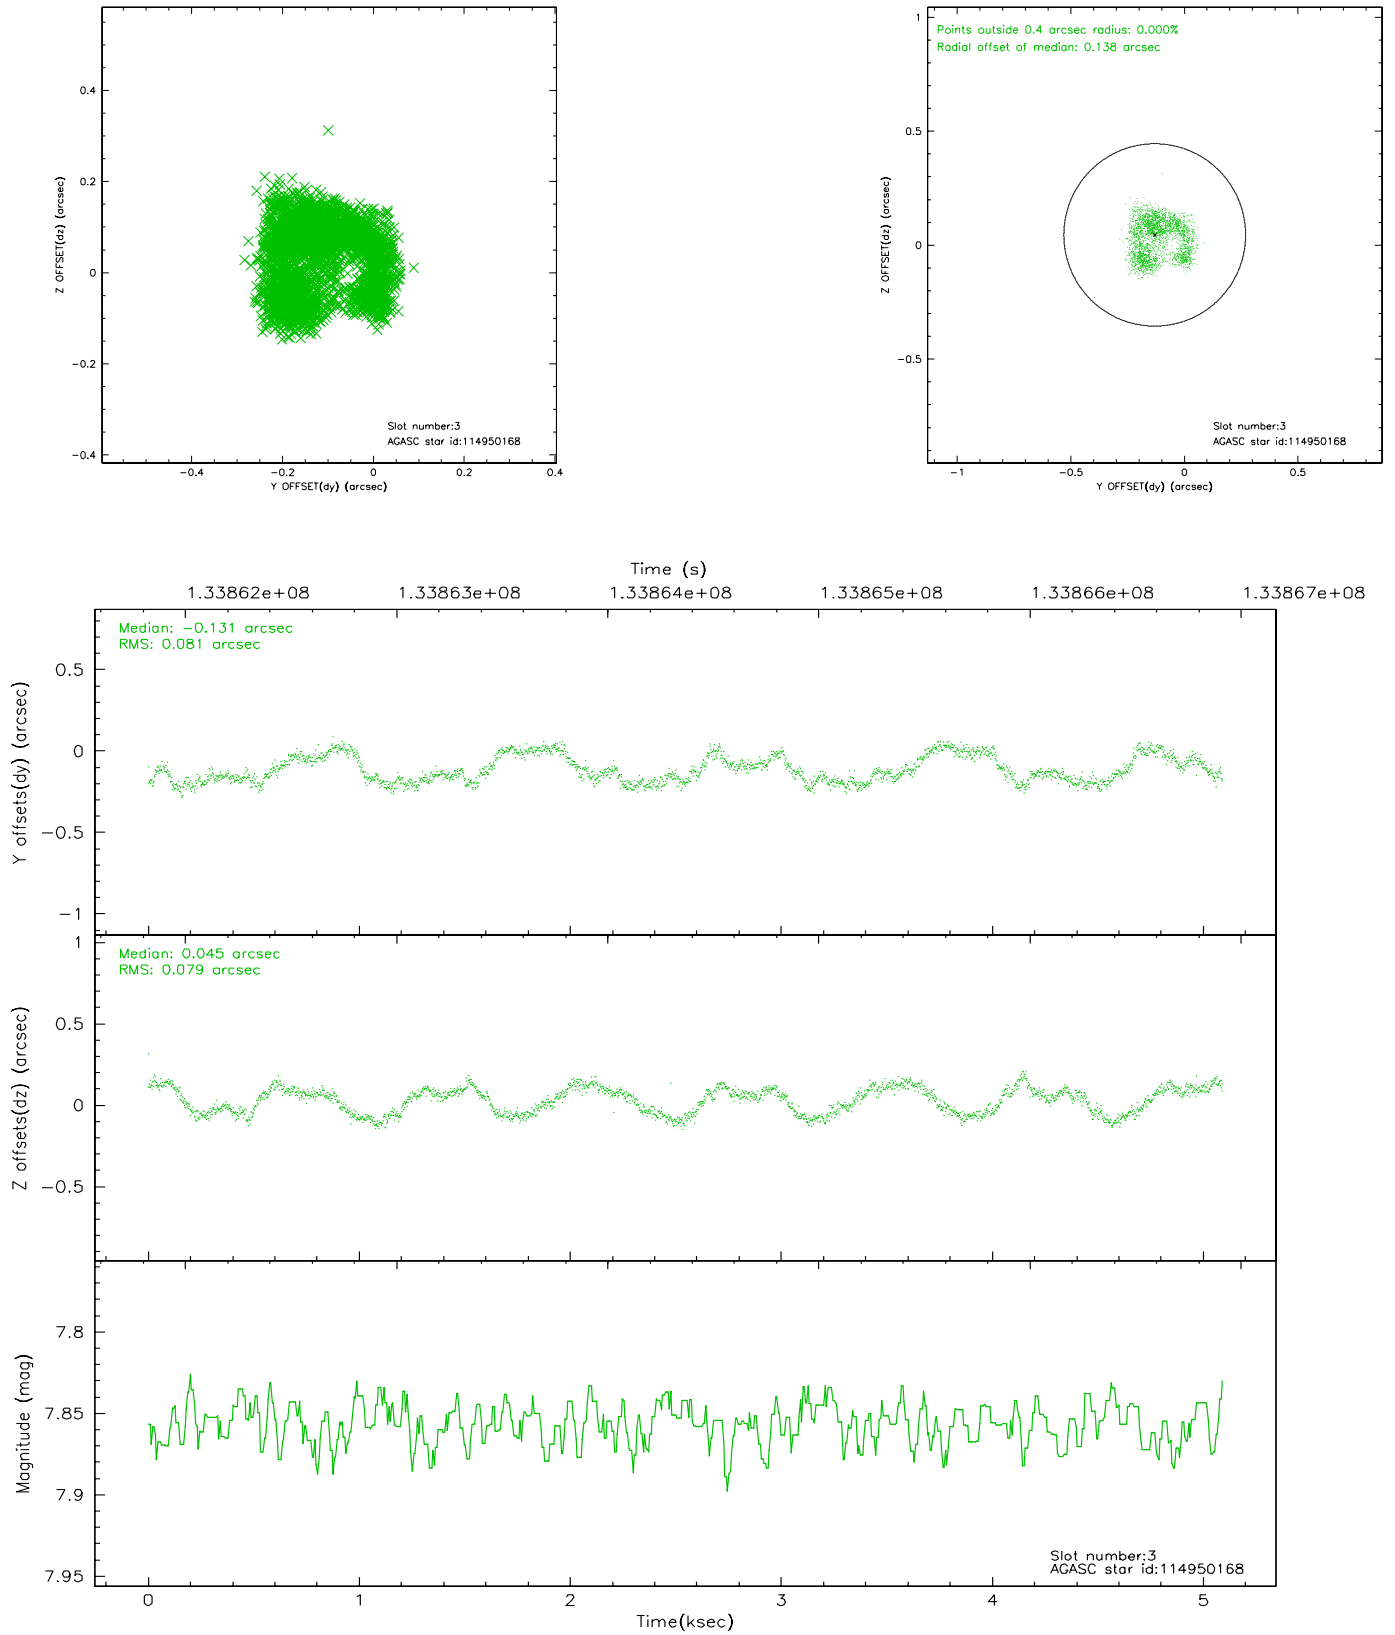 0.4
0.2
0
−0.2
−0.4
Z OFFSET(dz) (arcsec)
Slot number:3
AGASC star id:114950168
−0.4 −0.2 0 0.2 0.4
Y OFFSET(dy) (arcsec)
Points outside 0.4 arcsec radius: 0.000%
Radial offset of median: 0.138 arcsec
1
0.5
0
−0.5
Z OFFSET(dz) (arcsec)
Slot number:3
AGASC star id:114950168
−1 −0.5 0 0.5
Y OFFSET(dy) (arcsec)
Time (s)
1.33862e+08 1.33863e+08 1.33864e+08 1.33865e+08 1.33866e+08 1.33867e+08
Median: −0.131 arcsec
RMS: 0.081 arcsec
0.5
0
−0.5
−1
Y offsets(dy) (arcsec)
Median: 0.045 arcsec
RMS: 0.079 arcsec
1
0.5
0
−0.5
Z offsets(dz) (arcsec)
7.8
7.85
7.9
7.95
Magnitude (mag)
Slot number:3
AGASC star id:114950168
0 1 2 3 4 5
Time(ksec)